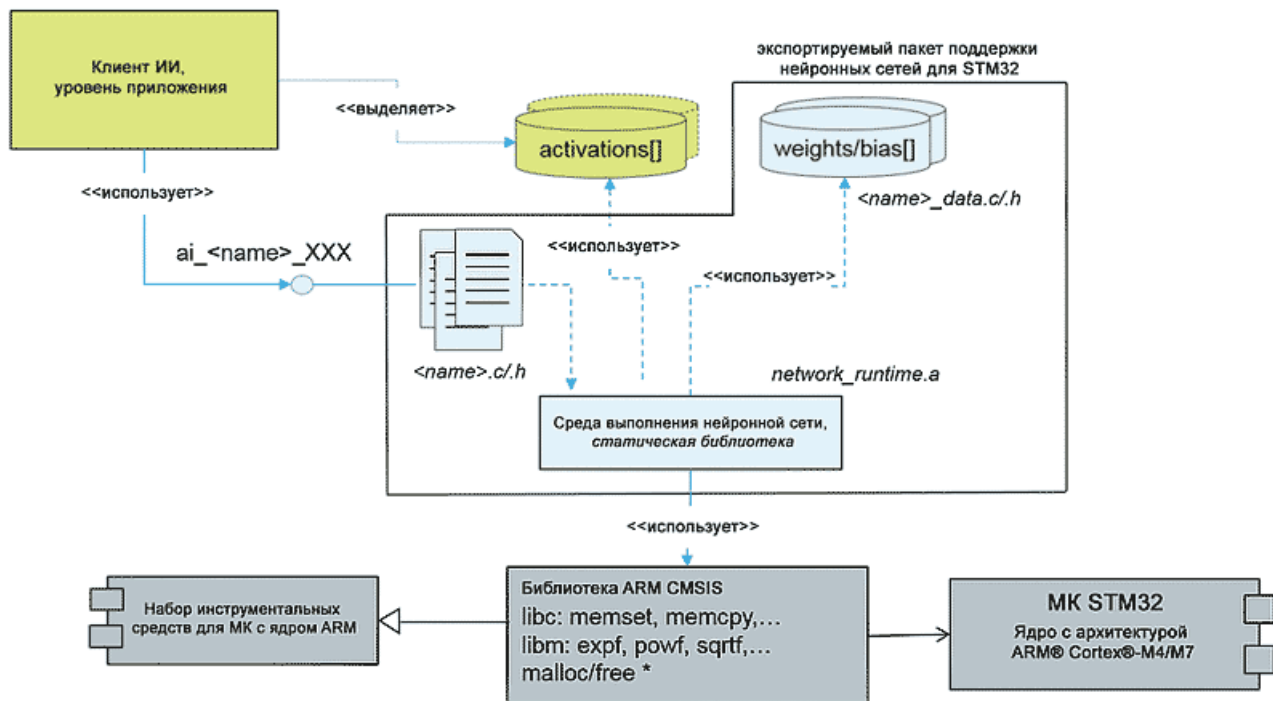 экспортируемый пакет поддержки
нейронных сетей для STM32
Клиент ИИ,
уровень приложения
<<выделяет>>
activations[]
weights/bias[]
<<использует>>
<name>_data.c/.h
<<использует>>
ai_<name>_XXX
<<использует>>
<name>.c/.h
network_runtime.a
Среда выполнения нейронной сети,
статическая библиотека
<<использует>>
Набор инструментальных
средств для МК с ядром ARM
Библиотека ARM CMSIS
libc: memset, memcpy,...
libm: expf, powf, sqrtf,...
malloc/free *
МК STM32
Ядро с архитектурой
ARM® Cortex®-M4/M7